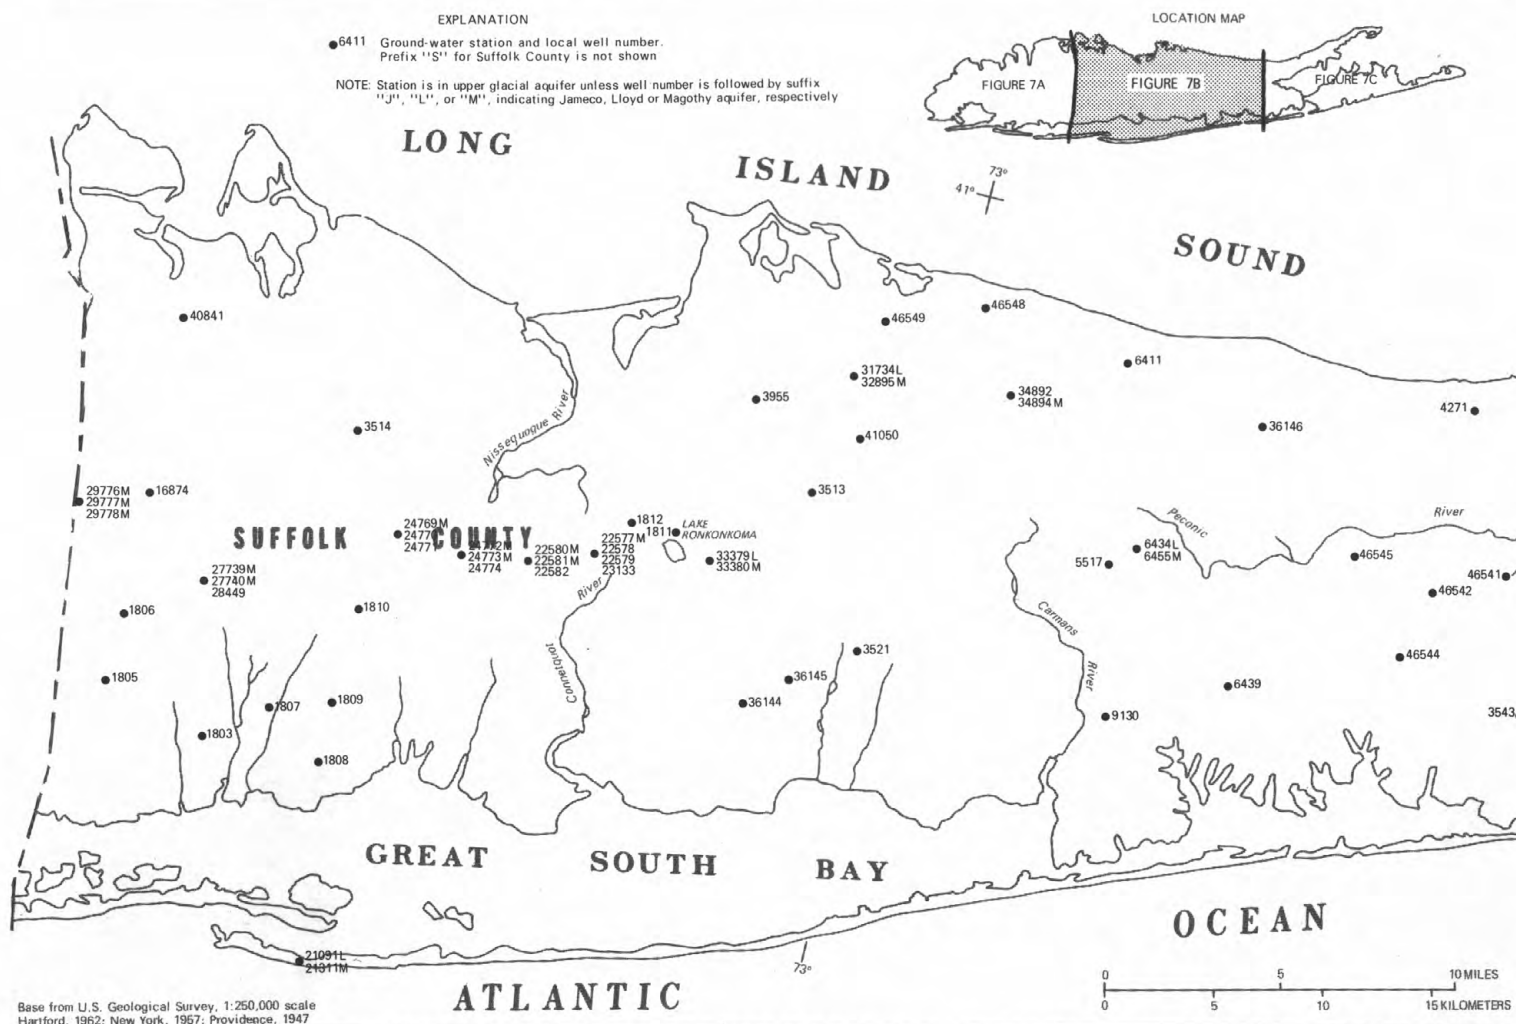 EXPLANATION
6411 Ground-water station and local well number.
Prefix "S" for Suffolk County is not shown
NOTE: Station is in upper glacial aquifer unless well number is followed by suffix
"J", "L", or "M", indicating Jameco, Lloyd or Magothy aquifer, respectively
LOCATION MAP
FIGURE 7A
FIGURE 7B
FIGURE 7C
LONG
ISLAND
SOUND
73°
41°
40841
46549
46548
6411
31734L
32895M
3955
34892
34894M
4271
3514
41050
36146
Nissequogue River
29776M
29777M
29778M
16874
3513
SUFFOLK COUNTY
24769M
24770
24771
24773M
24774
22580M
22581M
22582
1812
1811
22577M
22578
22579
23133
LAKE
RONKONKOMA
33379L
33380M
Peconic
River
6434L
6455M
5517
46545
46541
46542
27739M
27740M
28449
1806
1810
River
Connetquot
Carmans
River
3521
46544
1805
36145
36144
6439
1807
1809
9130
3543
1803
1808
GREAT SOUTH BAY
OCEAN
21091L
21311M
73°
ATLANTIC
0 5 10 MILES
0 5 10 15 KILOMETERS
Base from U.S. Geological Survey, 1:250,000 scale
Hartford, 1962; New York, 1957; Providence, 1947